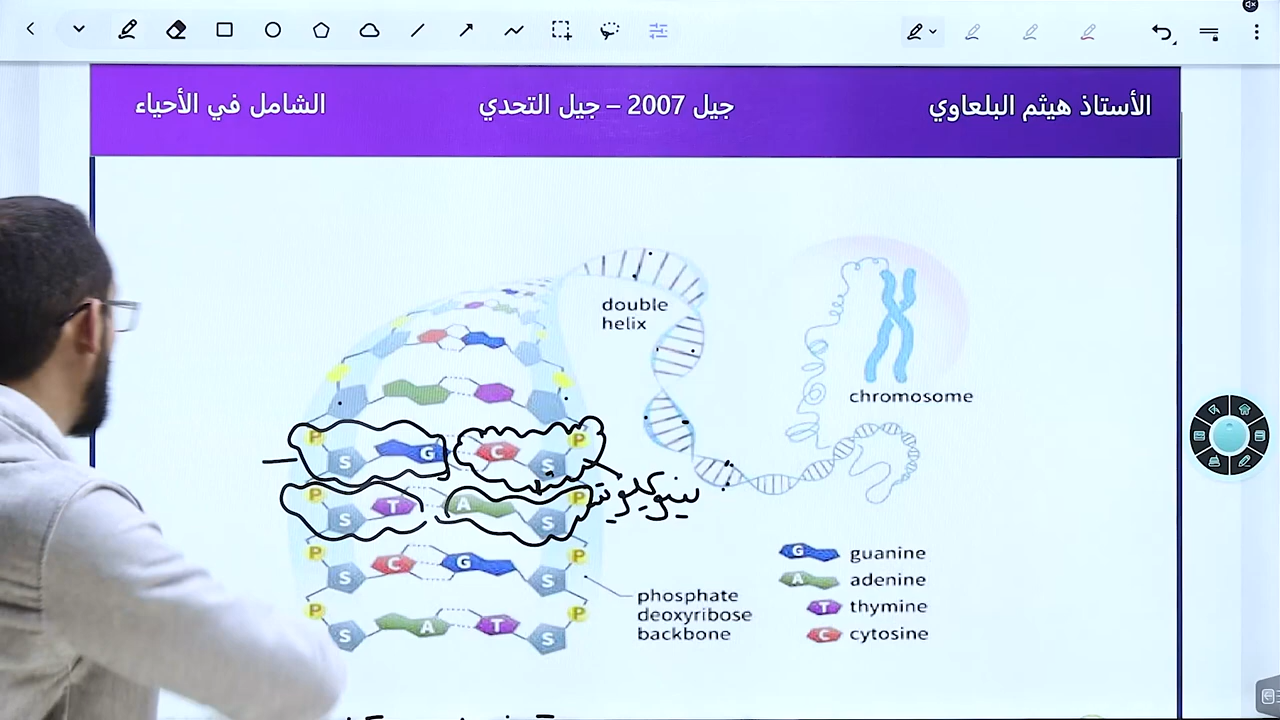 الأستاذ هيثم البلعاوي
جيل 2007 – جيل التحدي
الشامل في الأحياء
double
helix
chromosome
P
P
S
G
C
S
P
P
S
T
A
S
نيوكليوتيد
P
P
S
C
G
S
P
P
S
A
T
S
phosphate
deoxyribose
backbone
G guanine
A adenine
T thymine
C cytosine